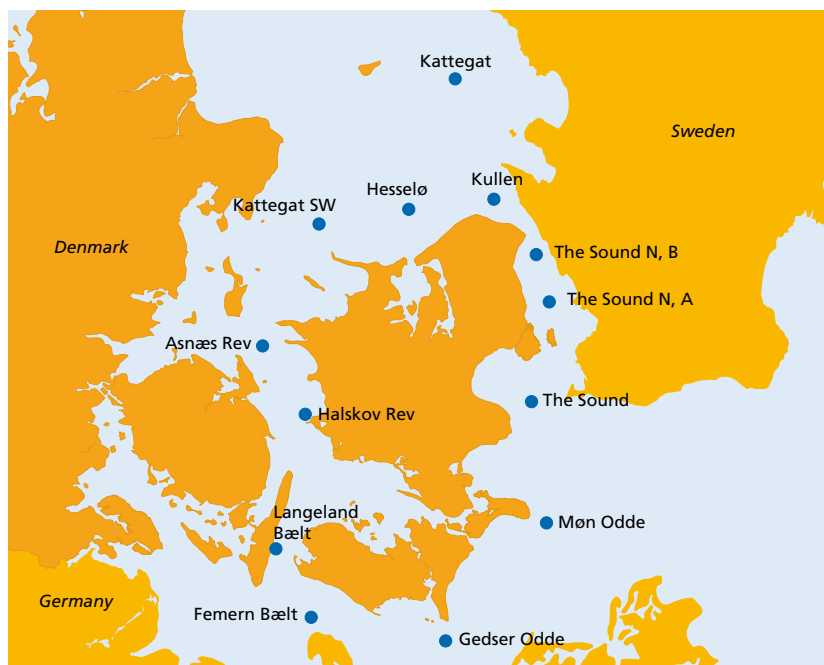 Kattegat
Sweden
Kullen
Hesselø
Kattegat SW
Denmark
The Sound N, B
The Sound N, A
Asnæs Rev
The Sound
Halskov Rev
Langeland
Bælt
Møn Odde
Germany
Femern Bælt
Gedser Odde